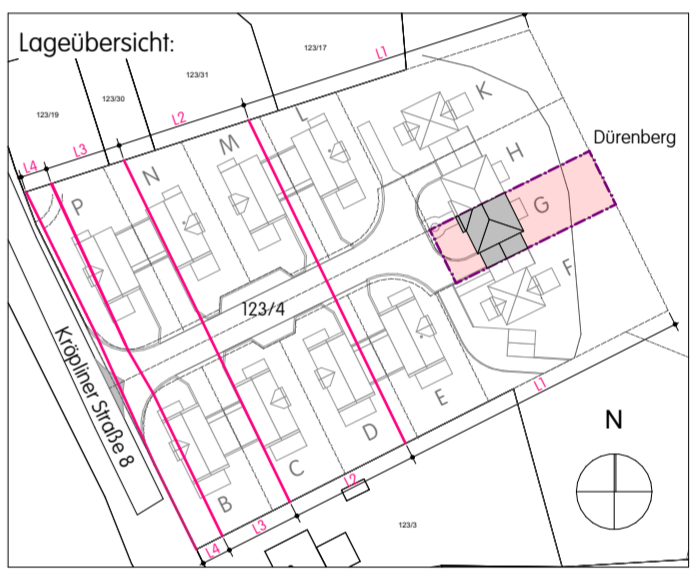 Lageübersicht:
123/17
L1
123/31
123/30
123/19
L2
L3
L4
K
L
M
N
P
H
Dürenberg
G
F
123/4
Kröpliner Straße 8
E
D
C
B
L1
L2
L3
L4
N
123/3